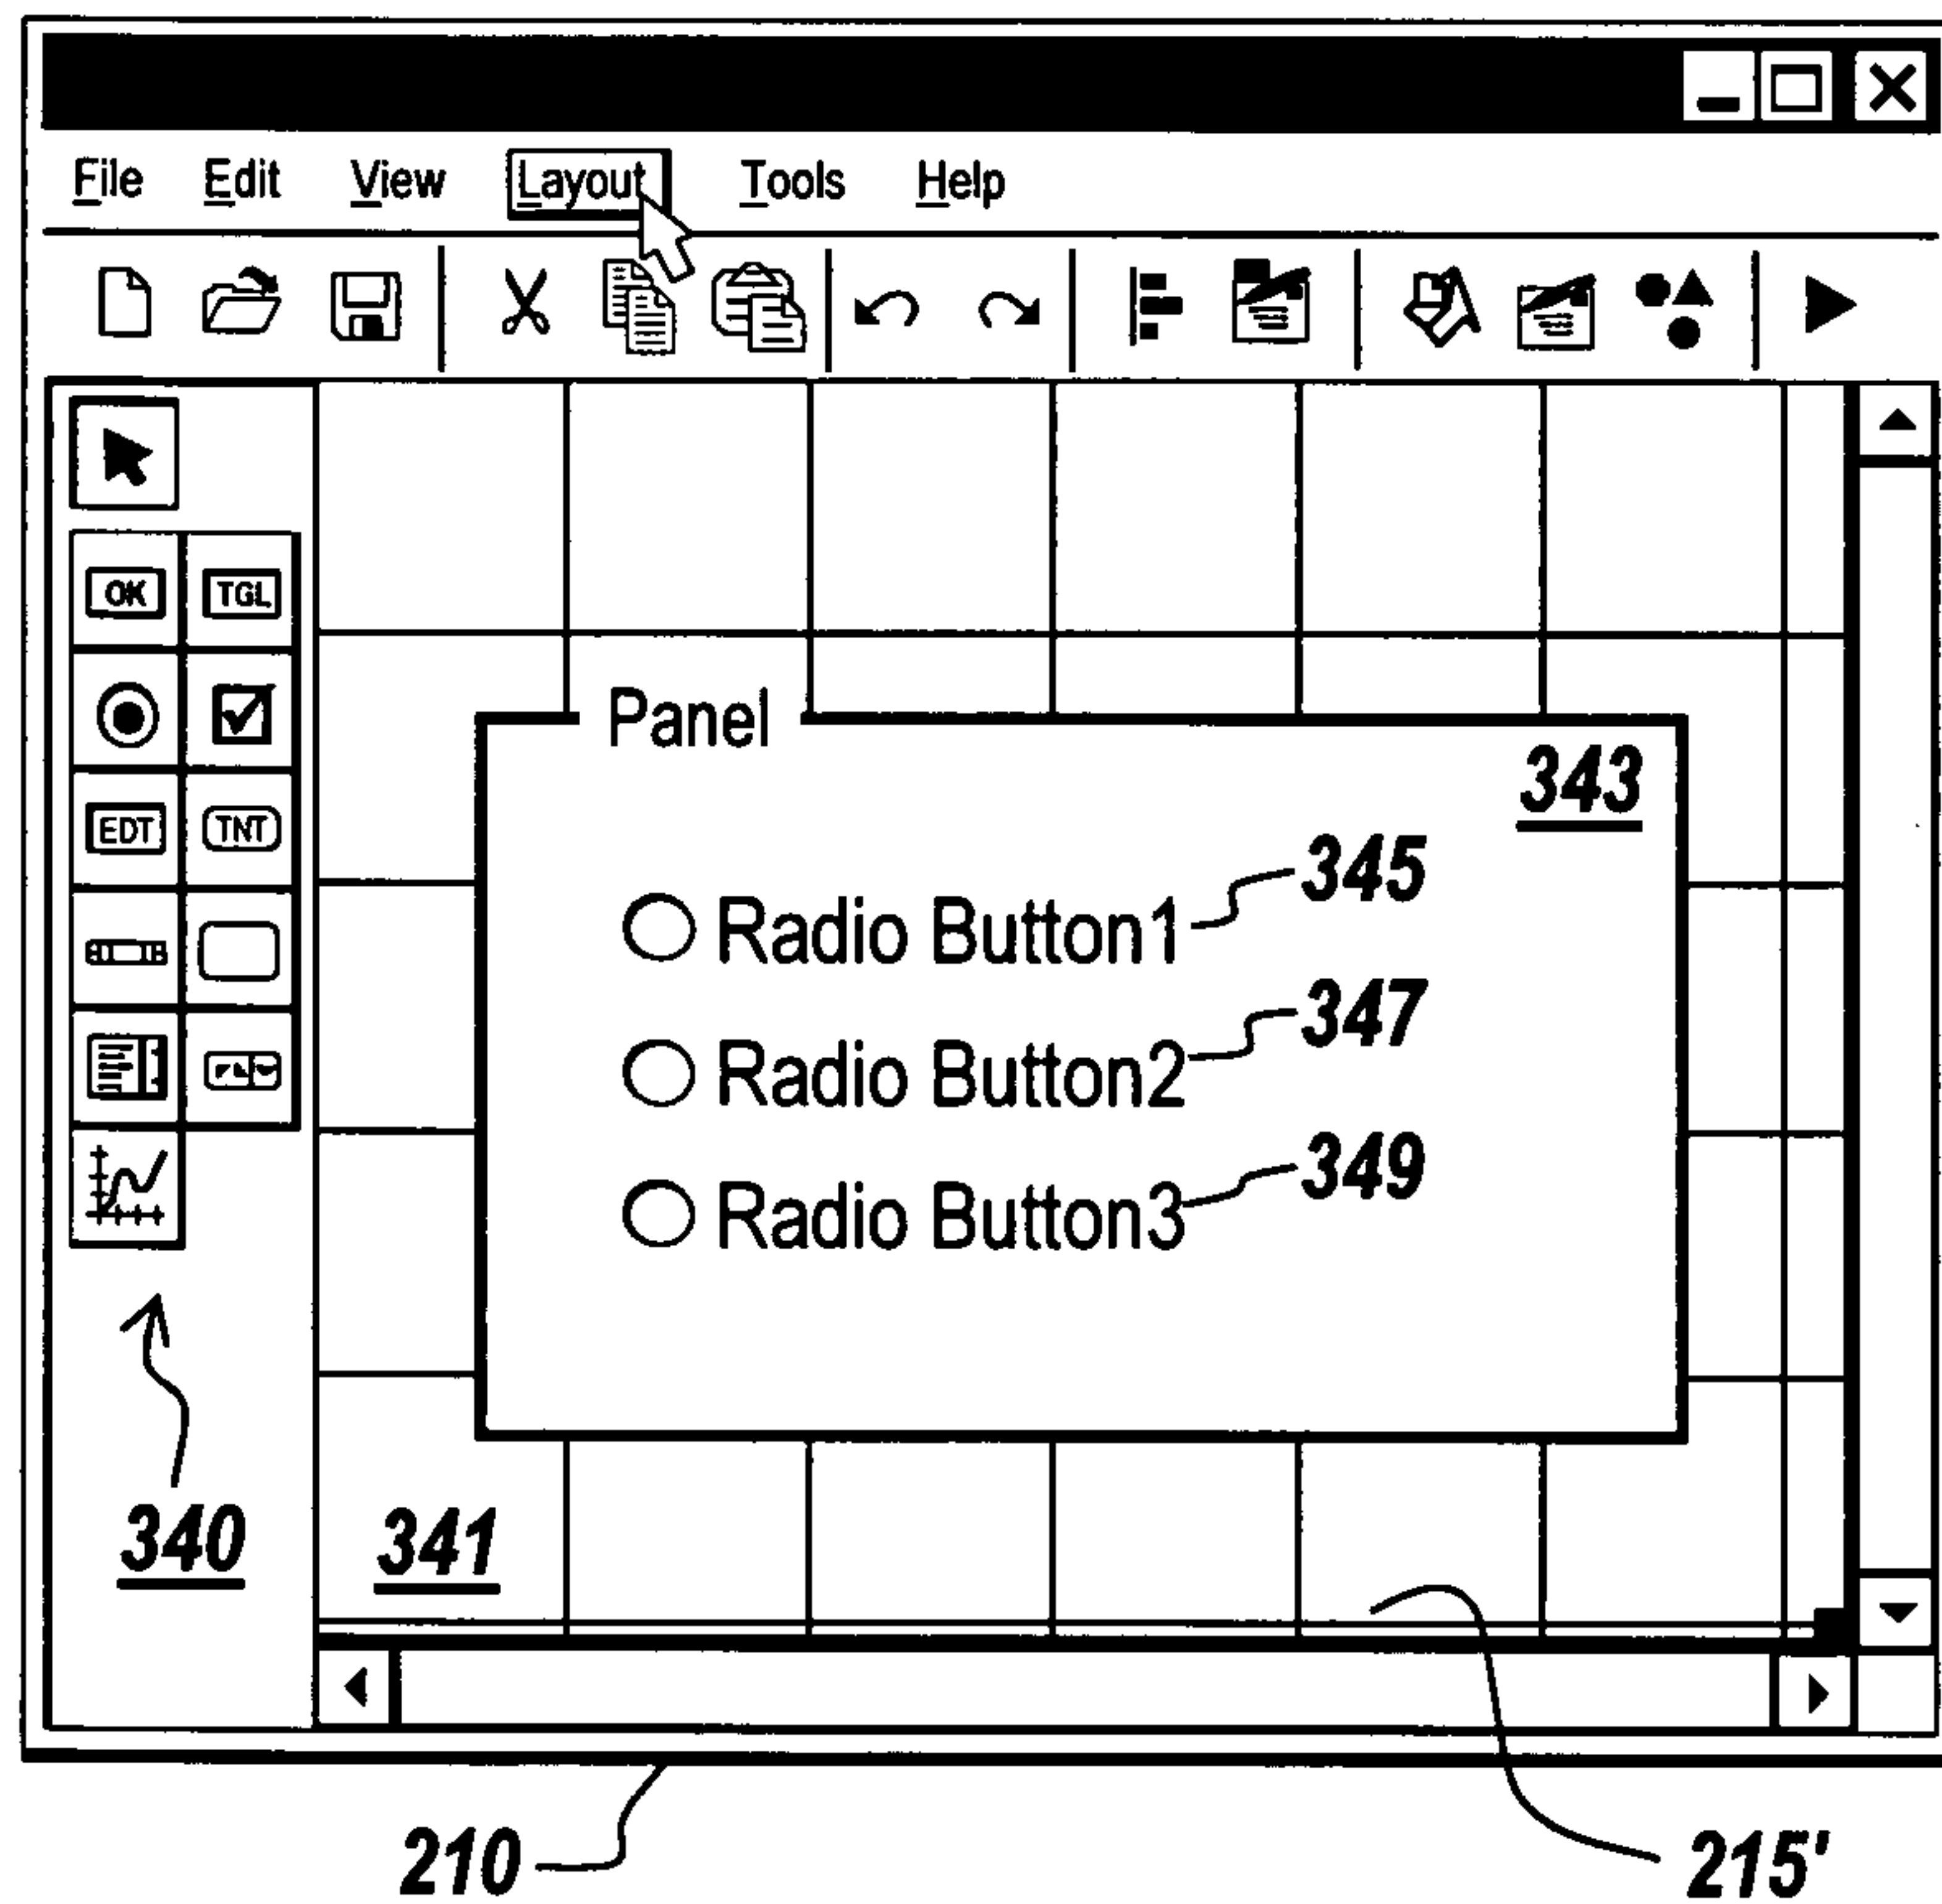 File Edit View Layout Tools Help
OK TGL
EDT TNT
Panel
343
Radio Button1 345
Radio Button2 347
Radio Button3 349
340 341
210 215'